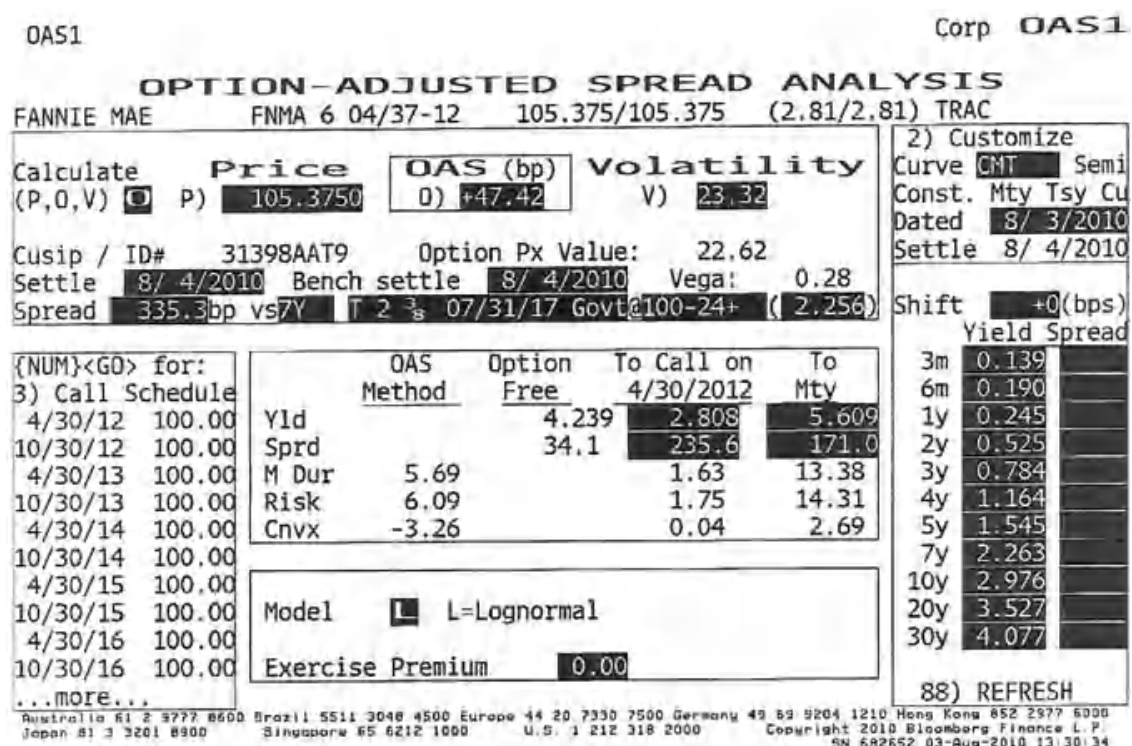 OAS1 Corp OAS1
OPTION-ADJUSTED SPREAD ANALYSIS
FANNIE MAE FNMA 6 04/37-12 105.375/105.375 (2.81/2.81) TRAC
Calculate Price OAS (bp) Volatility
(P,O,V) O P) 105.3750 O) +47.42 V) 23.32
Cusip / ID# 31398AAT9 Option Px Value: 22.62
Settle 8/ 4/2010 Bench settle 8/ 4/2010 Vega: 0.28
Spread 335.3bp vs 7Y T 2 3/8 07/31/17 Govt@100-24+ ( 2.256)
2) Customize
Curve CMT Semi
Const. Mty Tsy Cu
Dated 8/ 3/2010
Settle 8/ 4/2010
Shift +0(bps)
Yield Spread
3m 0.139
6m 0.190
1y 0.245
2y 0.525
3y 0.784
4y 1.164
5y 1.545
7y 2.263
10y 2.976
20y 3.527
30y 4.077
88) REFRESH
{NUM}<GO> for:
3) Call Schedule
4/30/12 100.00
10/30/12 100.00
4/30/13 100.00
10/30/13 100.00
4/30/14 100.00
10/30/14 100.00
4/30/15 100.00
10/30/15 100.00
4/30/16 100.00
10/30/16 100.00
...more...
OAS Option To Call on To
Method Free 4/30/2012 Mty
Yld 4.239 2.808 5.609
Sprd 34.1 235.6 171.0
M Dur 5.69 1.63 13.38
Risk 6.09 1.75 14.31
Cnvx -3.26 0.04 2.69
Model L L=Lognormal
Exercise Premium 0.00
Australia 61 2 9777 8600 Brazil 5511 3048 4500 Europe 44 20 7330 7500 Germany 49 69 9204 1210 Hong Kong 852 2977 6000
Japan 81 3 3201 8900 Singapore 65 6212 1000 U.S. 1 212 318 2000 Copyright 2010 Bloomberg Finance L.P.
SN 682652 03-Aug-2010 13:30:34